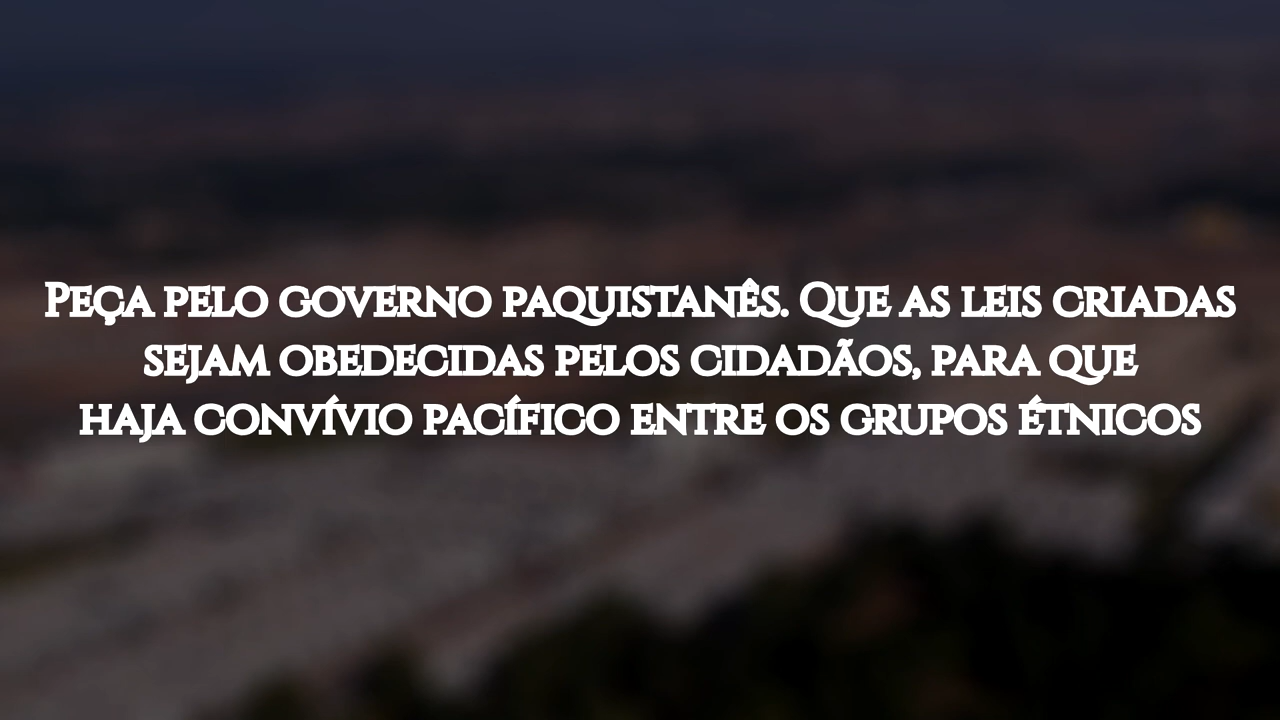 Peça pelo governo paquistanês. Que as leis criadas
sejam obedecidas pelos cidadãos, para que
haja convívio pacífico entre os grupos étnicos